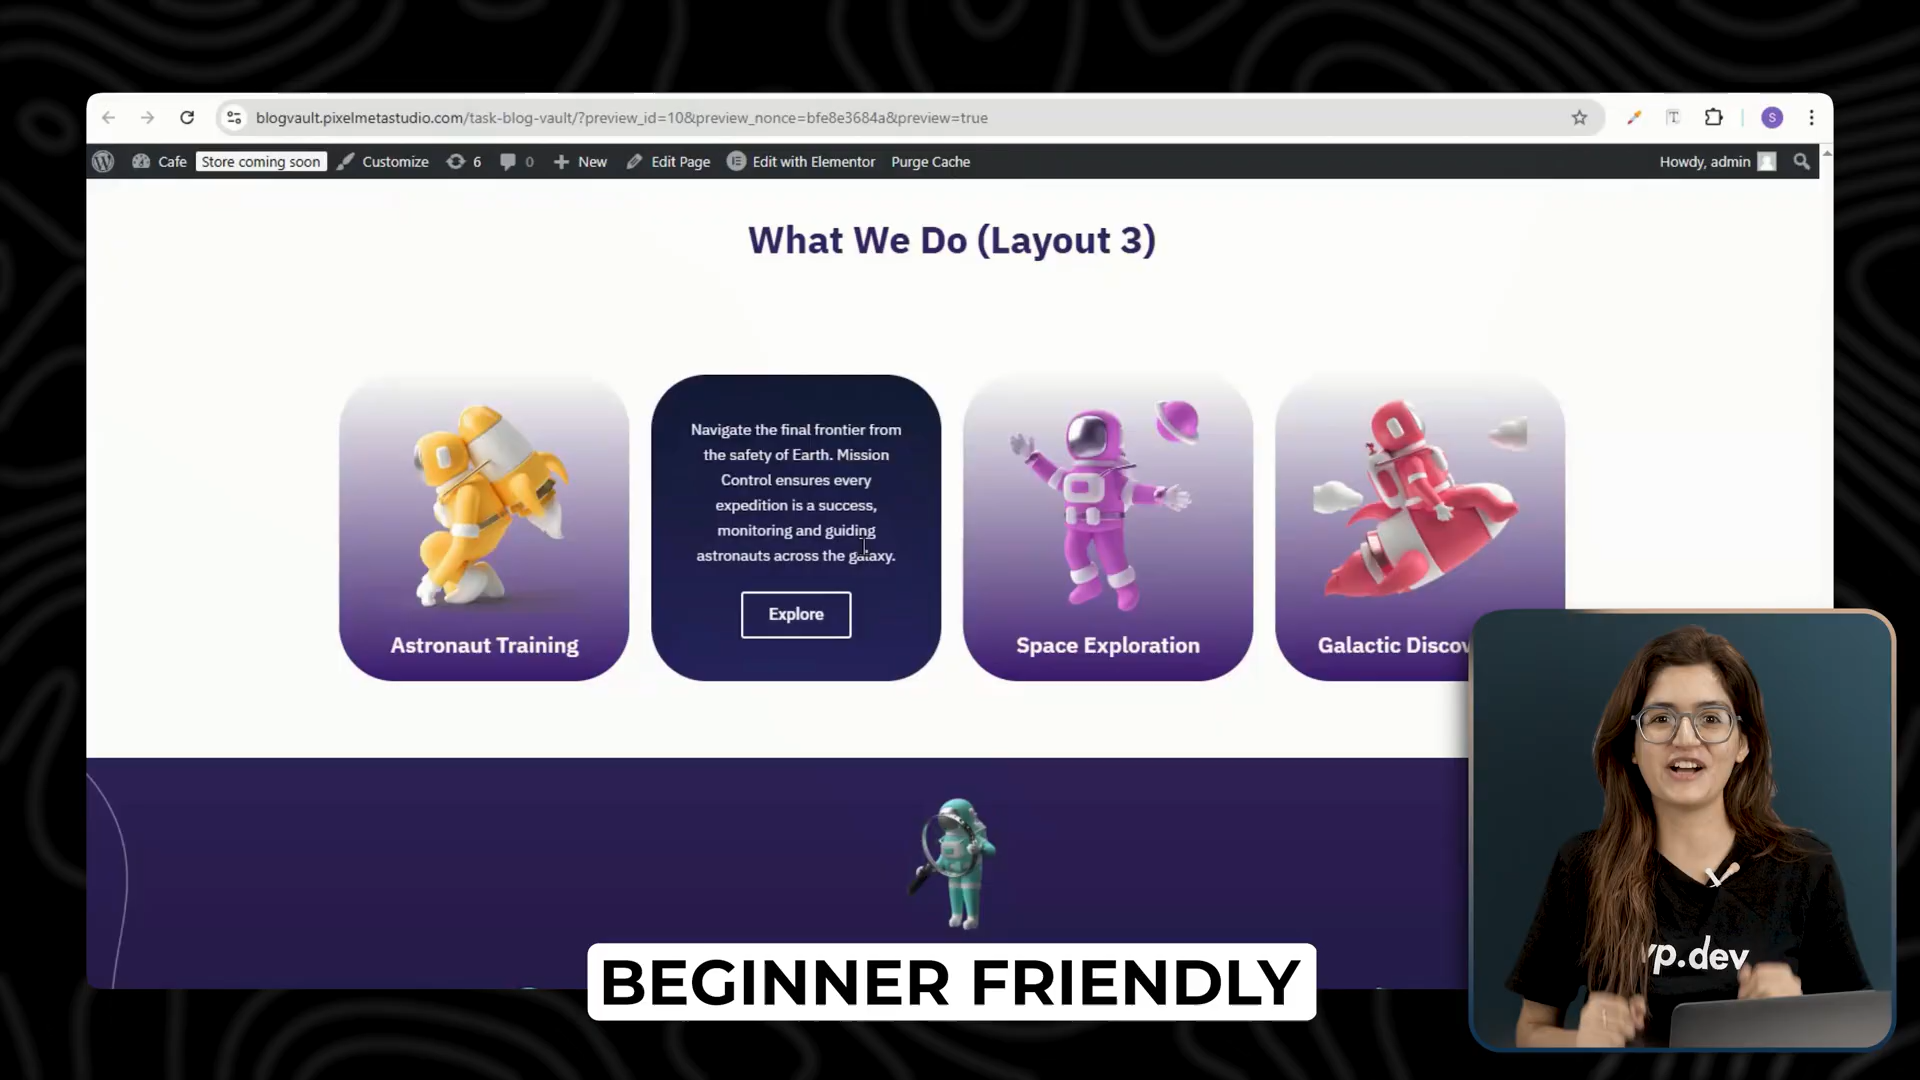 blogvault.pixelmetastudio.com/task-blog-vault/?preview_id=10&preview_nonce=bfe8e3684a&preview=true
S
Cafe Store coming soon Customize 6 0 New Edit Page Edit with Elementor Purge Cache Howdy, admin
What We Do (Layout 3)
Navigate the final frontier from
the safety of Earth. Mission
Control ensures every
expedition is a success,
monitoring and guiding
astronauts across the galaxy.
Explore
Astronaut Training
Space Exploration
Galactic Discov
vp.dev
BEGINNER FRIENDLY